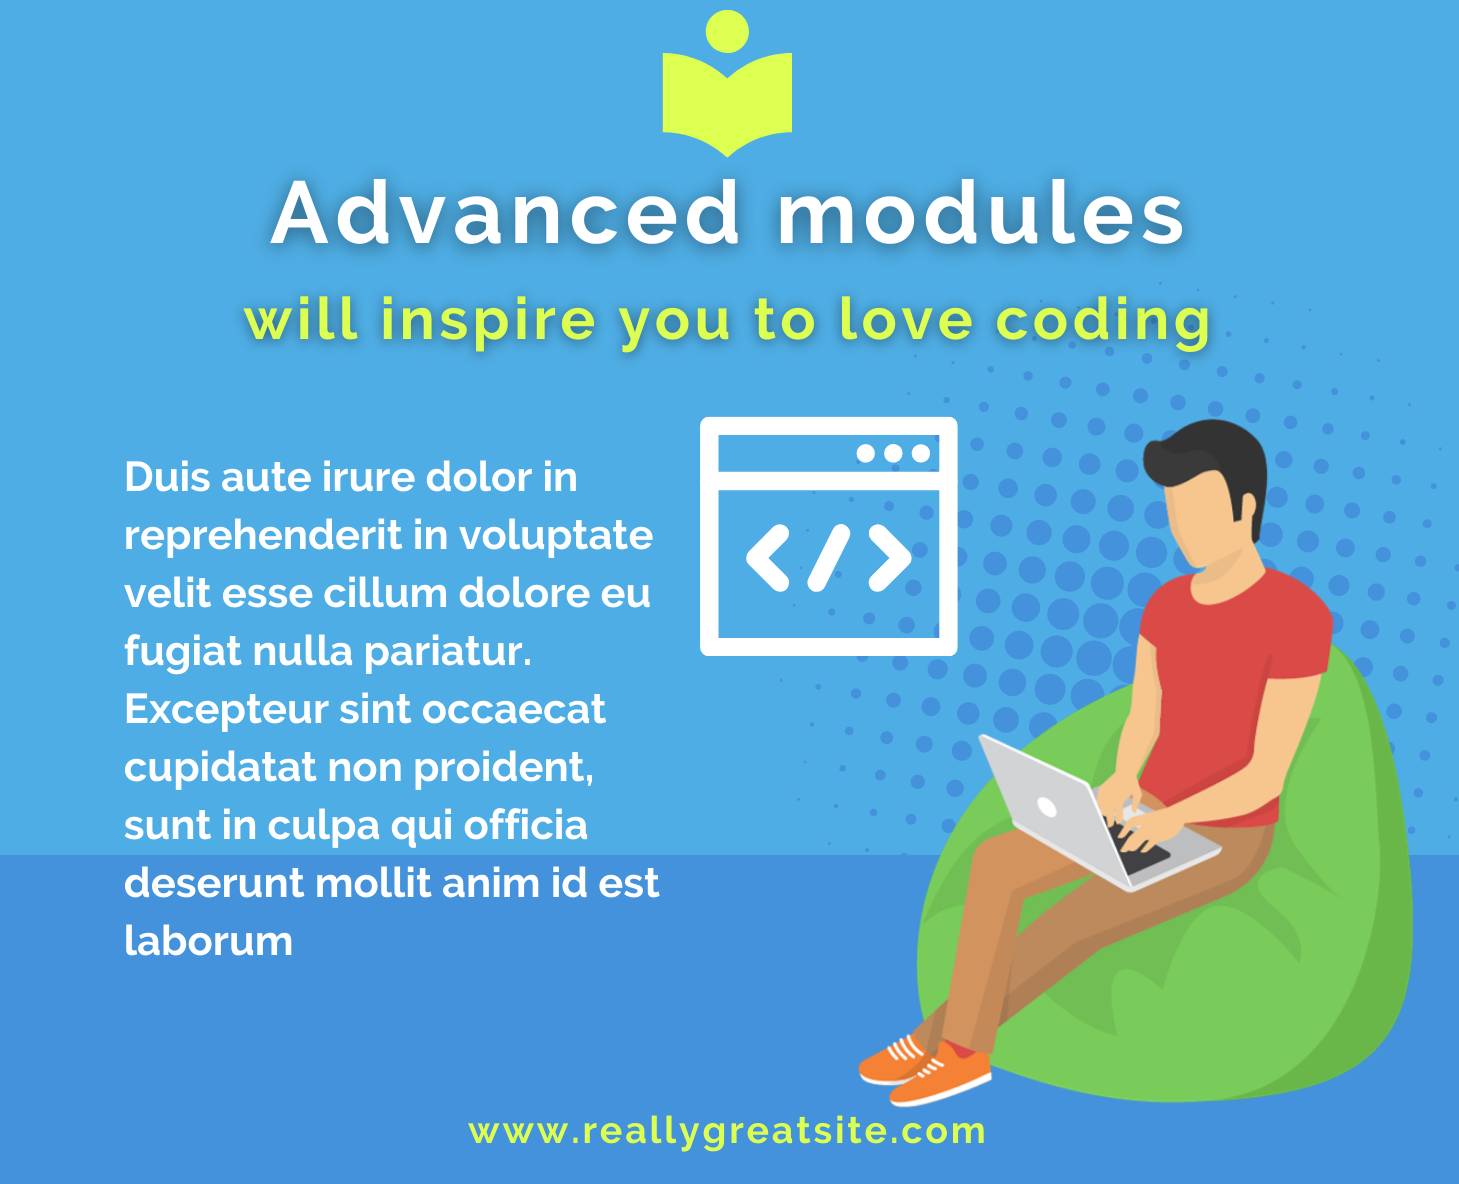 Advanced modules
will inspire you to love coding
</>
Duis aute irure dolor in
reprehenderit in voluptate
velit esse cillum dolore eu
fugiat nulla pariatur.
Excepteur sint occaecat
cupidatat non proident,
sunt in culpa qui officia
deserunt mollit anim id est
laborum
www.reallygreatsite.com